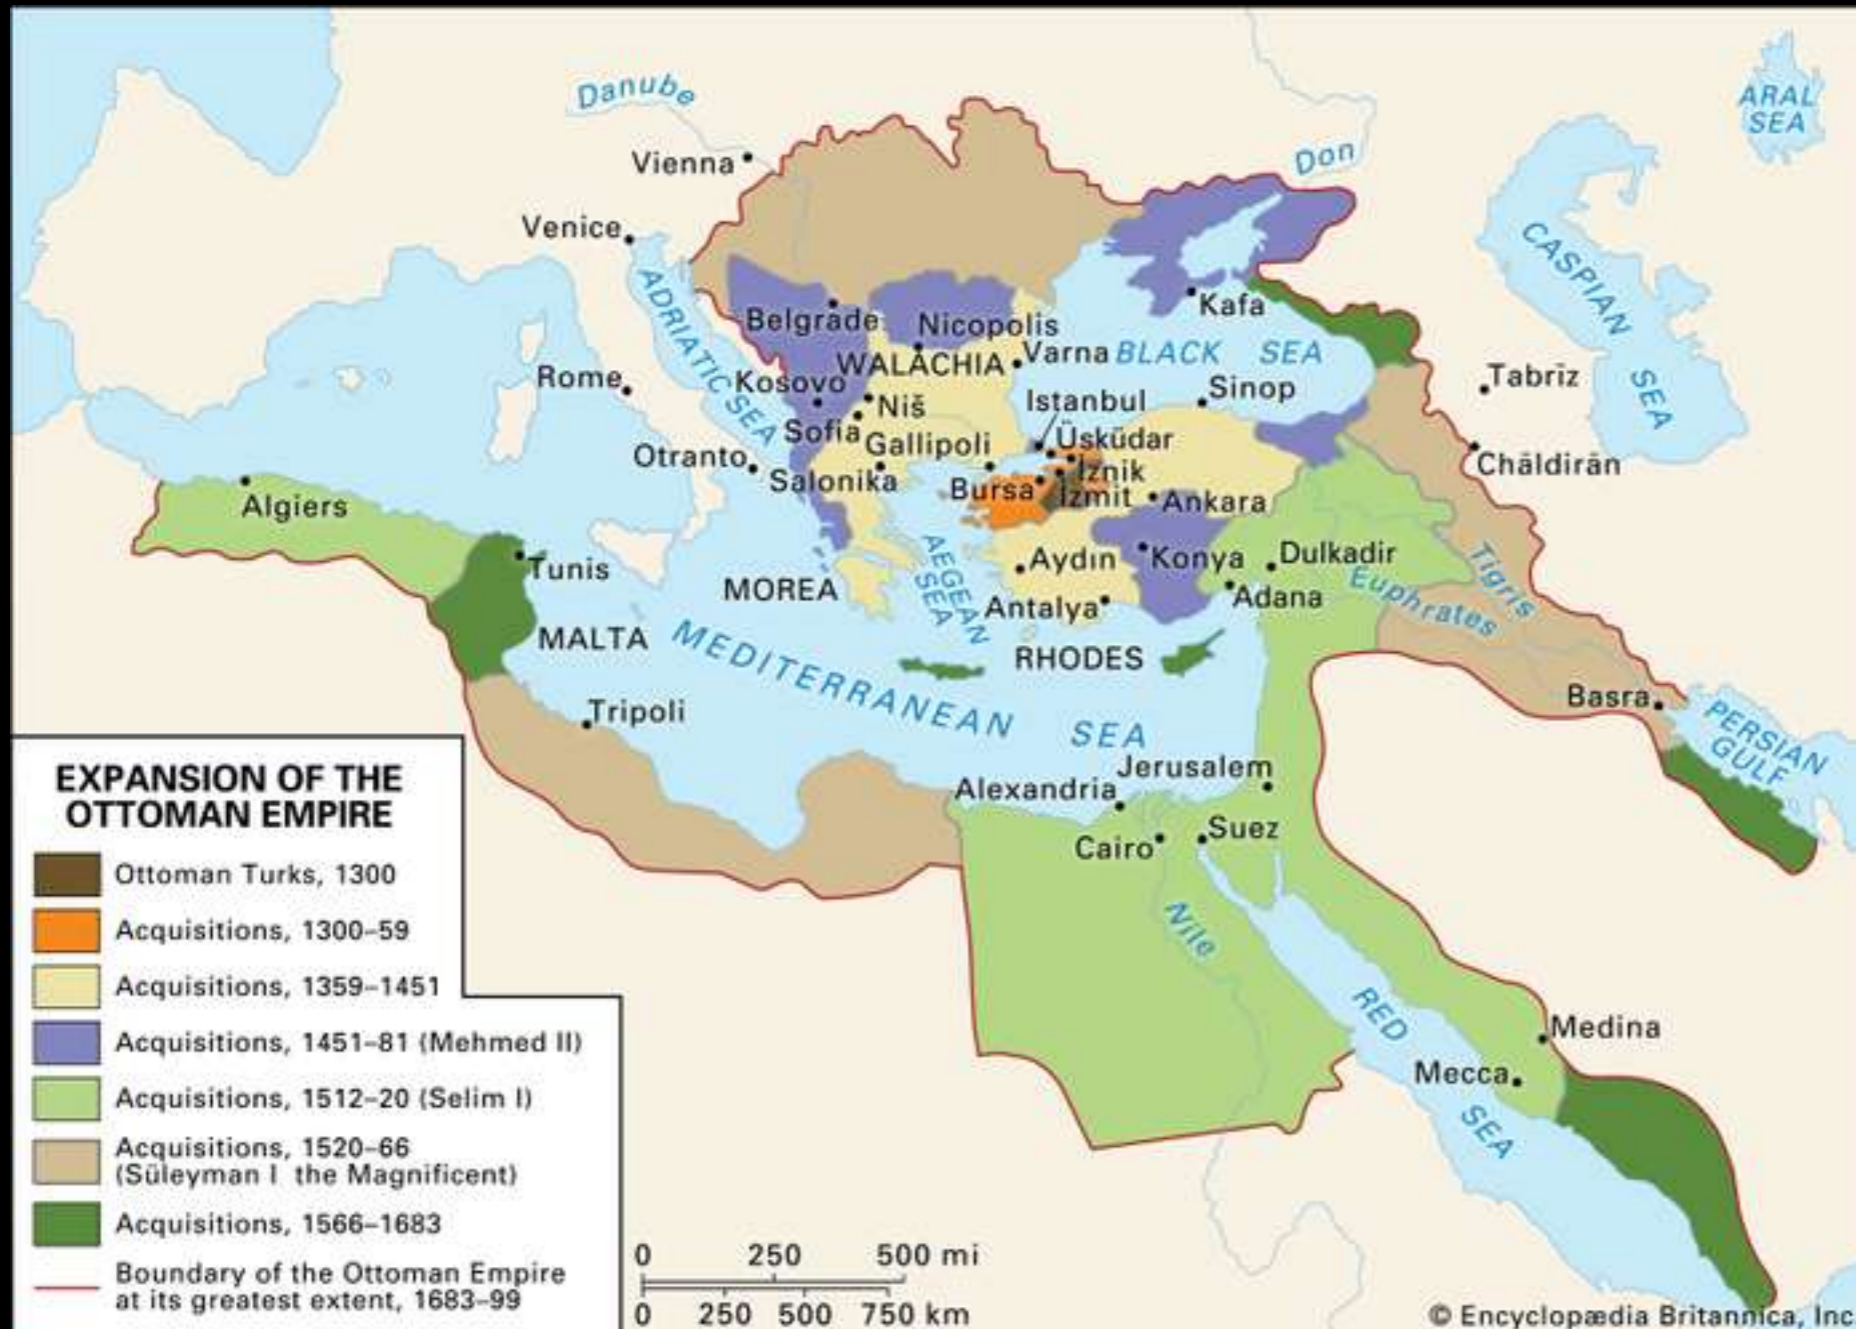 Danube
Vienna
Venice
ADRIATIC SEA
Don
ARAL
SEA
CASPIAN
SEA
Belgrade
Nicopolis
Kafa
WALACHIA
Varna
BLACK SEA
Rome
Kosovo
Niš
Istanbul
Sinop
Tabrīz
Sofia
Gallipoli
Üsküdar
Otranto
Salonika
Bursa
İznik
İzmit
Ankara
Chāldirān
Algiers
Tunis
MOREA
AEGEAN
SEA
Aydın
Konya
Dulkadir
Tigris
Euphrates
Antalya
Adana
MALTA
MEDITERRANEAN SEA
RHODES
Tripoli
Basra
PERSIAN
GULF
Jerusalem
Alexandria
Cairo
Suez
Nile
RED
SEA
Medina
Mecca
EXPANSION OF THE
OTTOMAN EMPIRE
Ottoman Turks, 1300
Acquisitions, 1300–59
Acquisitions, 1359–1451
Acquisitions, 1451–81 (Mehmed II)
Acquisitions, 1512–20 (Selim I)
Acquisitions, 1520–66
(Süleyman I the Magnificent)
Acquisitions, 1566–1683
Boundary of the Ottoman Empire
at its greatest extent, 1683–99
0 250 500 mi
0 250 500 750 km
© Encyclopædia Britannica, Inc